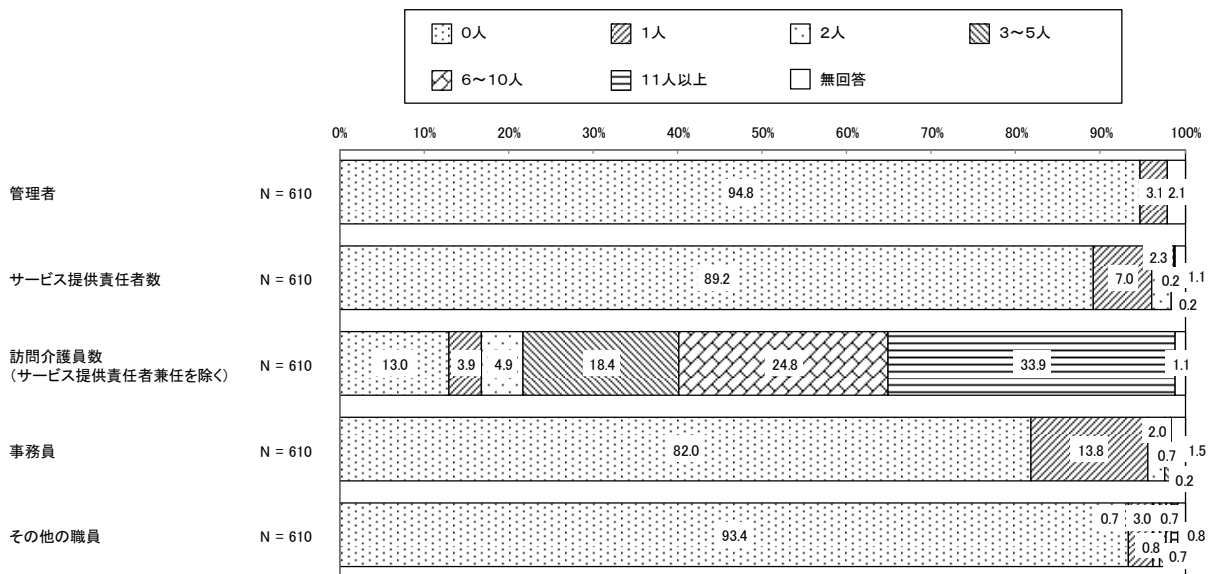 0人 1人 2人 3～5人
6～10人 11人以上 無回答
0% 10% 20% 30% 40% 50% 60% 70% 80% 90% 100%
管理者 N = 610 94.8 3.1 2.1
サービス提供責任者数 N = 610 89.2 7.0 2.3 0.2 0.2 1.1
訪問介護員数
（サービス提供責任者兼任を除く） N = 610 13.0 3.9 4.9 18.4 24.8 33.9 1.1
事務員 N = 610 82.0 13.8 2.0 0.7 0.2 1.5
その他の職員 N = 610 93.4 0.7 3.0 0.8 0.7 0.7 0.8